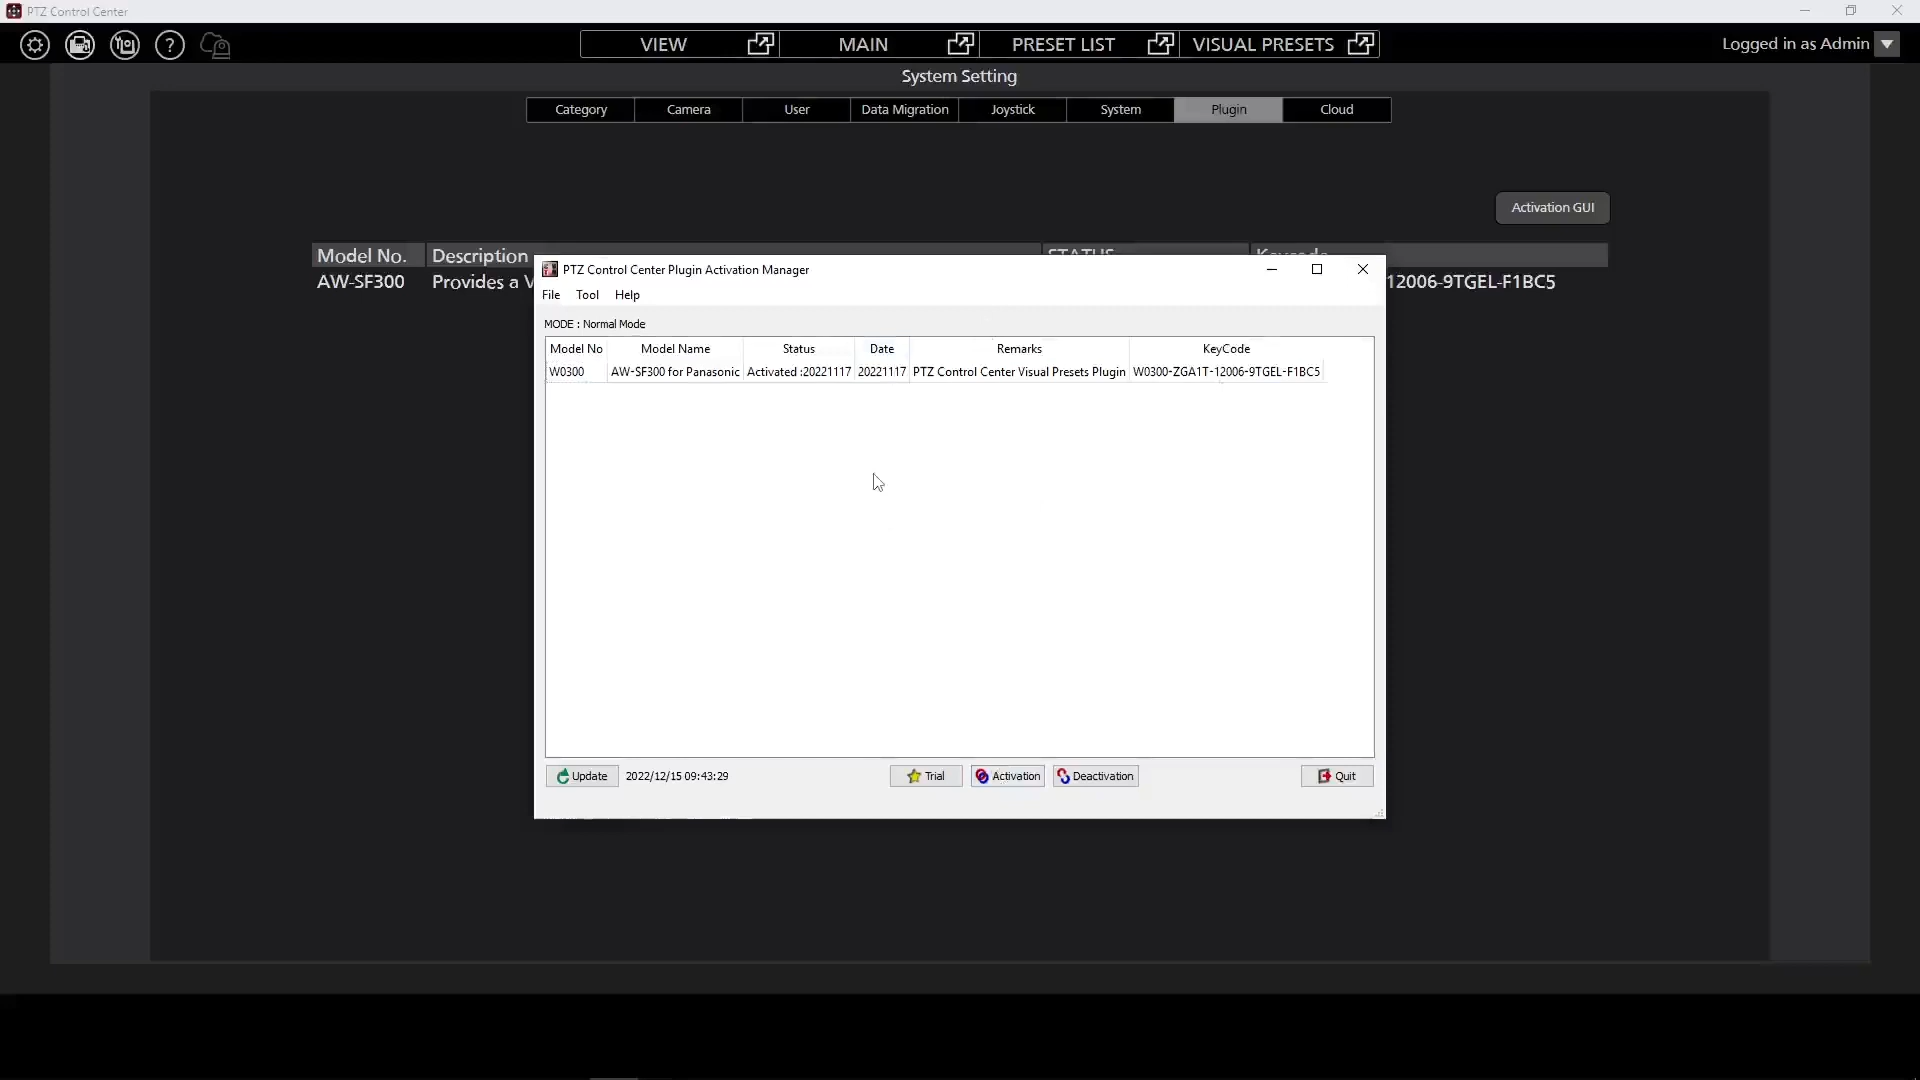 PTZ Control Center
VIEW MAIN PRESET LIST VISUAL PRESETS Logged in as Admin
System Setting
Category Camera User Data Migration Joystick System Plugin Cloud
Activation GUI
Model No. Description STATUS Keycode
AW-SF300 Provides a V 12006-9TGEL-F1BC5
PTZ Control Center Plugin Activation Manager
File Tool Help
MODE : Normal Mode
Model No Model Name Status Date Remarks KeyCode
W0300 AW-SF300 for Panasonic Activated :20221117 20221117 PTZ Control Center Visual Presets Plugin W0300-ZGA1T-12006-9TGEL-F1BC5
Update 2022/12/15 09:43:29 Trial Activation Deactivation Quit